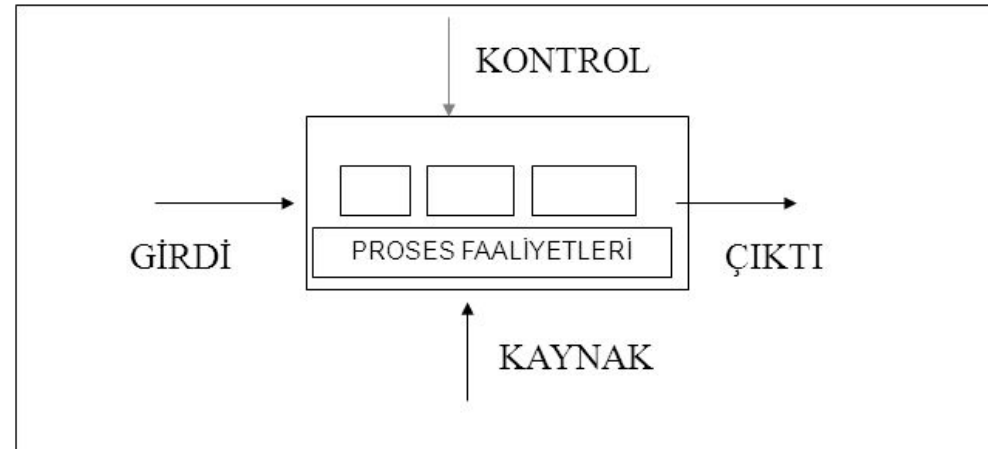 KONTROL
PROSES FAALİYETLERİ
GİRDİ
ÇIKTI
KAYNAK